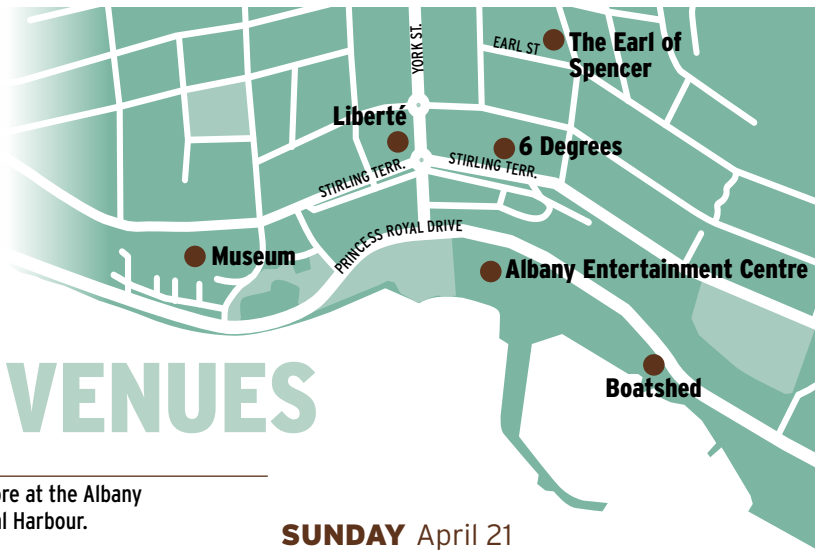 YORK ST.
EARL ST
The Earl of
Spencer
Liberté
6 Degrees
STIRLING TERR.
STIRLING TERR.
PRINCESS ROYAL DRIVE
Museum
Albany Entertainment Centre
Boatshed
VENUES
re at the Albany
l Harbour.
SUNDAY April 21